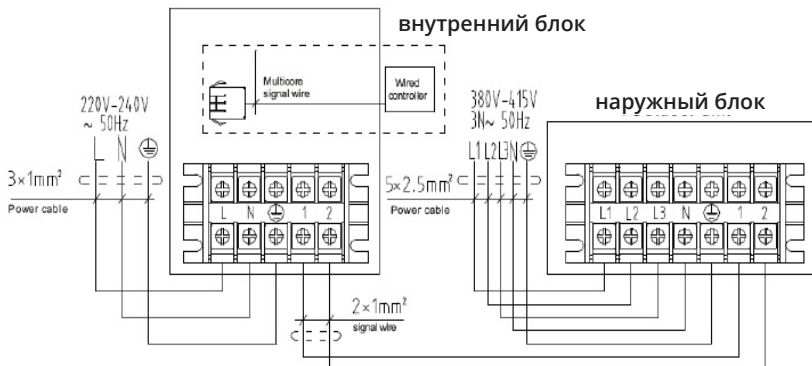 внутренний блок
Multicore
signal wire
Wired
controller
220V-240V
~ 50Hz
L N
3×1mm²
Power cable
L N 1 2
2×1mm²
signal wire
380V-415V
3N~ 50Hz
L1 L2 L3 N
5×2.5mm²
Power cable
наружный блок
L1 L2 L3 N 1 2